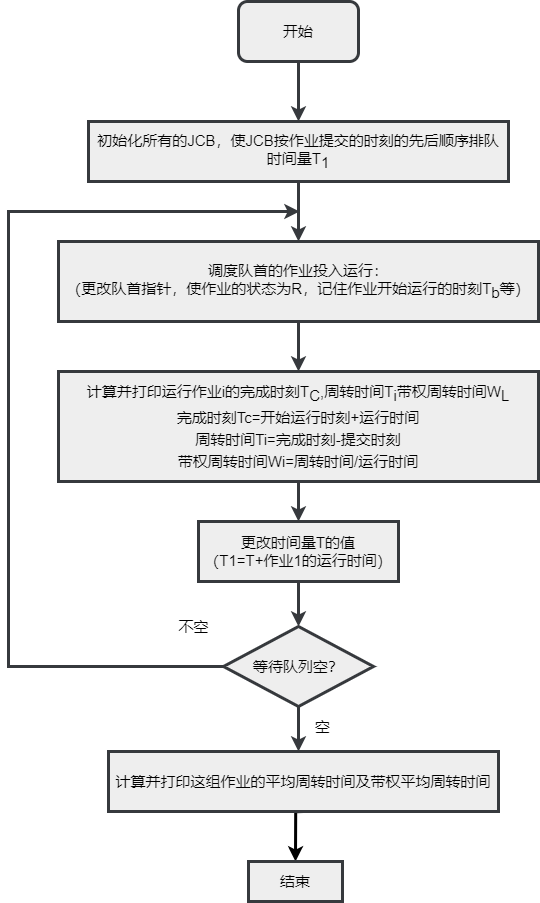 开始
初始化所有的JCB，使JCB按作业提交的时刻的先后顺序排队
时间量T1
调度队首的作业投入运行：
（更改队首指针，使作业的状态为R，记住作业开始运行的时刻Tb等）
计算并打印运行作业i的完成时刻TC,周转时间Ti带权周转时间WL
完成时刻Tc=开始运行时刻+运行时间
周转时间Ti=完成时刻-提交时刻
带权周转时间Wi=周转时间/运行时间
更改时间量T的值
（T1=T+作业1的运行时间）
不空
等待队列空？
空
计算并打印这组作业的平均周转时间及带权平均周转时间
结束